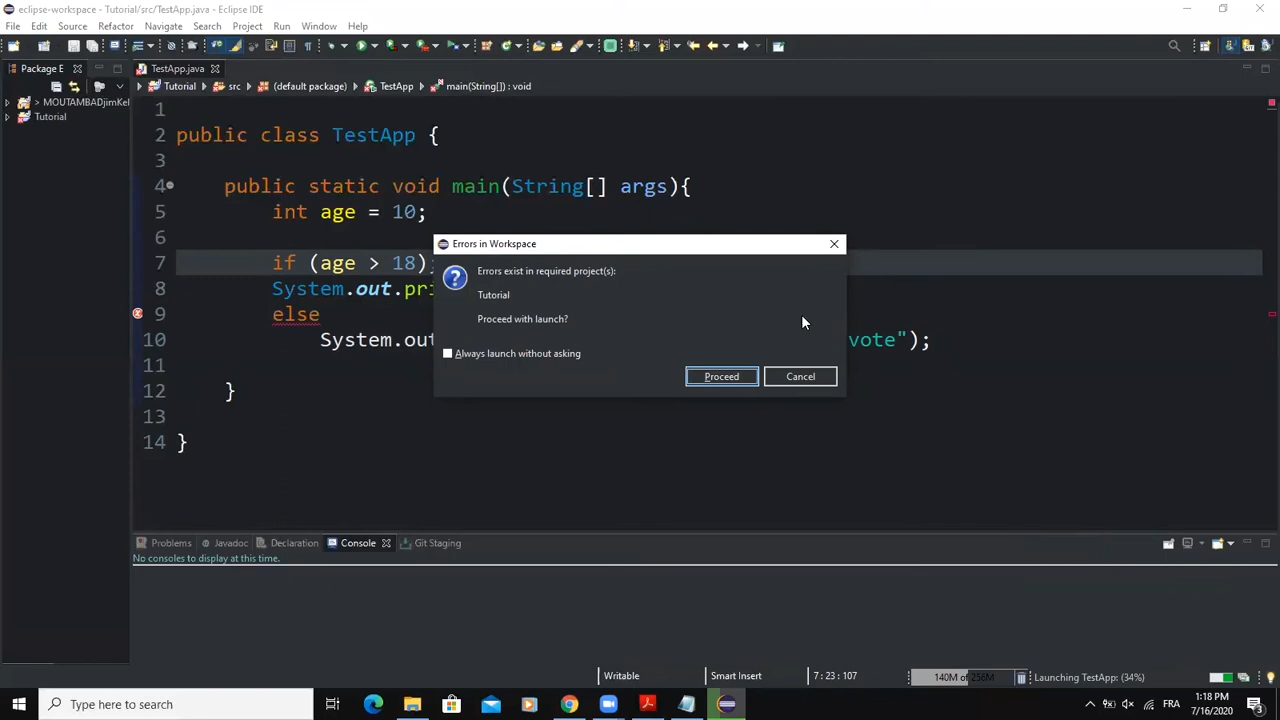 eclipse-workspace - Tutorial/src/TestApp.java - Eclipse IDE
File Edit Source Refactor Navigate Search Project Run Window Help
Package E
TestApp.java
Tutorial src (default package) TestApp main(String[]) : void
> MOUTAMBADjimKel
Tutorial
1
2 public class TestApp {
3
4 public static void main(String[] args){
5 int age = 10;
6
7 if (age > 18);
8 System.out.pri
9 else
10 System.out vote");
11
12 }
13
14 }
Errors in Workspace
Errors exist in required project(s):
Tutorial
Proceed with launch?
Always launch without asking
Proceed Cancel
Problems Javadoc Declaration Console Git Staging
No consoles to display at this time.
Writable Smart Insert 7 : 23 : 107 140M of 256M Launching TestApp: (34%)
Type here to search
FRA
1:18 PM
7/16/2020
3